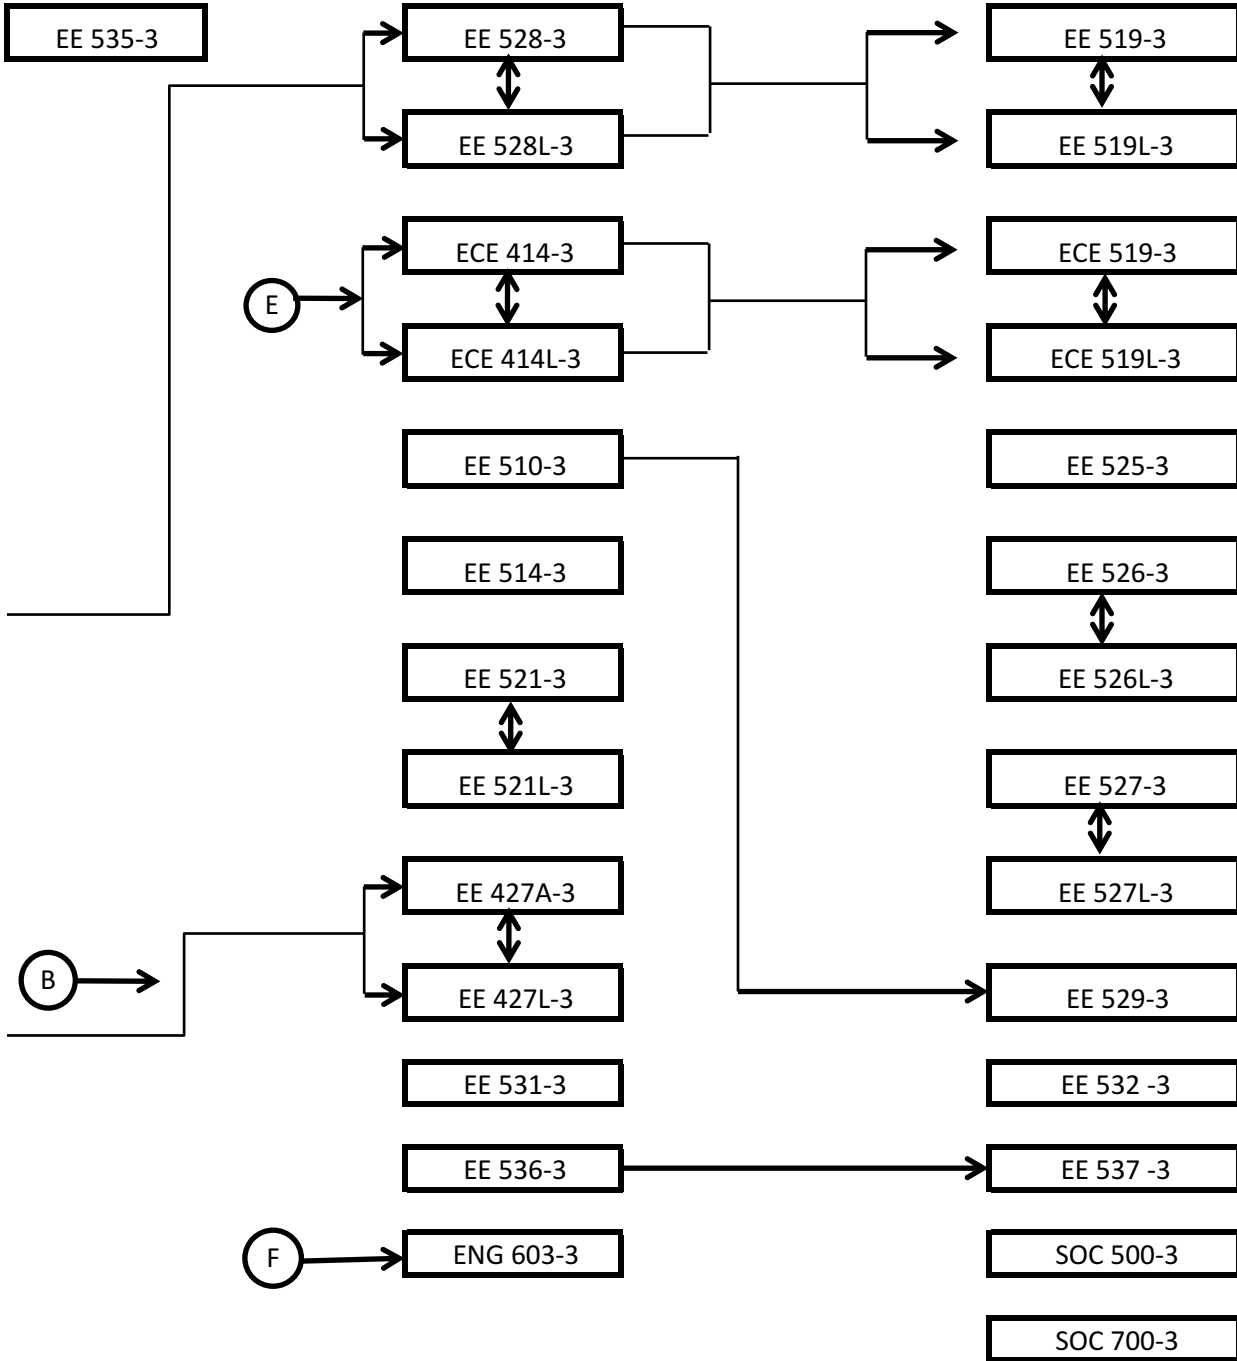 EE 535-3
EE 528-3
EE 519-3
EE 528L-3
EE 519L-3
ECE 414-3
ECE 519-3
E
ECE 414L-3
ECE 519L-3
EE 510-3
EE 525-3
EE 514-3
EE 526-3
EE 521-3
EE 526L-3
EE 521L-3
EE 527-3
EE 427A-3
EE 527L-3
B
EE 427L-3
EE 529-3
EE 531-3
EE 532 -3
EE 536-3
EE 537 -3
F
ENG 603-3
SOC 500-3
SOC 700-3